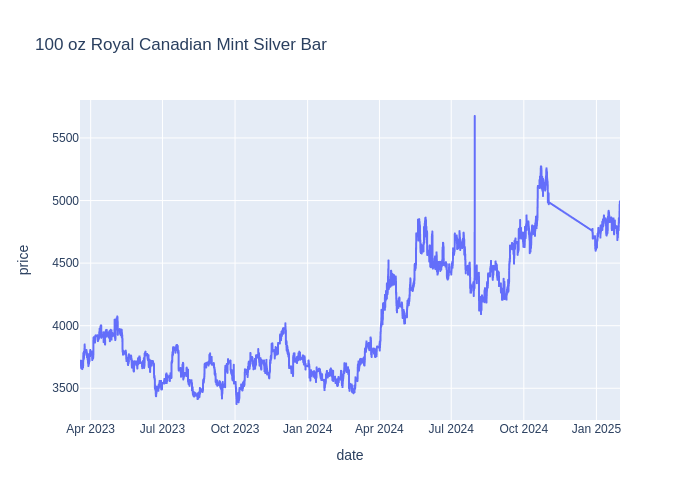 100 oz Royal Canadian Mint Silver Bar
5500
5000
4500
4000
3500
price
Apr 2023 Jul 2023 Oct 2023 Jan 2024 Apr 2024 Jul 2024 Oct 2024 Jan 2025
date